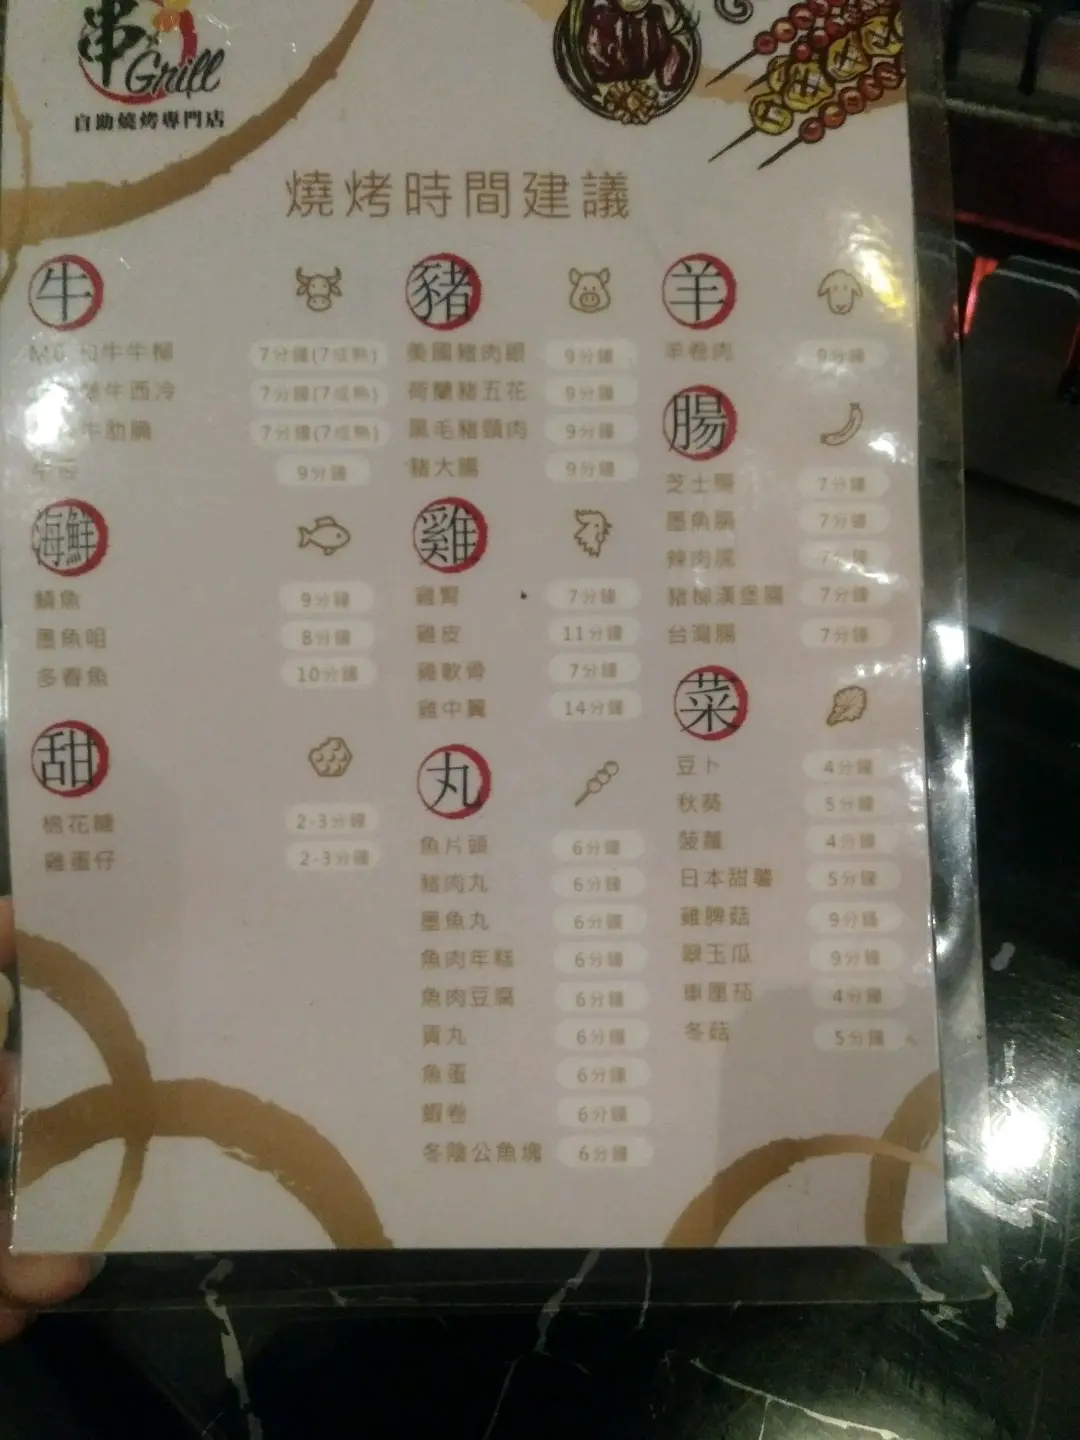 串
Grill
自助燒烤專門店
燒烤時間建議
牛
和牛牛柳 7分鐘(7成熟)
牛西冷 7分鐘(7成熟)
牛肋脷 7分鐘(7成熟)
9分鐘
海鮮
鯖魚 9分鐘
墨魚咀 8分鐘
多春魚 10分鐘
甜
棉花糖 2-3分鐘
雞蛋仔 2-3分鐘
豬
美國豬肉眼 9分鐘
荷蘭豬五花 9分鐘
黑毛豬頸肉 9分鐘
豬大腸 9分鐘
雞
雞腎 7分鐘
雞皮 11分鐘
雞軟骨 7分鐘
雞中翼 14分鐘
丸
魚片頭 6分鐘
豬肉丸 6分鐘
墨魚丸 6分鐘
魚肉年糕 6分鐘
魚肉豆腐 6分鐘
貢丸 6分鐘
魚蛋 6分鐘
蝦卷 6分鐘
冬陰公魚塊 6分鐘
羊
羊卷肉 9分鐘
腸
芝士腸 7分鐘
墨魚腸 7分鐘
辣肉腸 7分鐘
豬柳漢堡腸 7分鐘
台灣腸 7分鐘
菜
豆卜 4分鐘
秋葵 5分鐘
菠蘿 4分鐘
日本甜薯 5分鐘
雞脾菇 9分鐘
翠玉瓜 9分鐘
車厘茄 4分鐘
冬菇 5分鐘